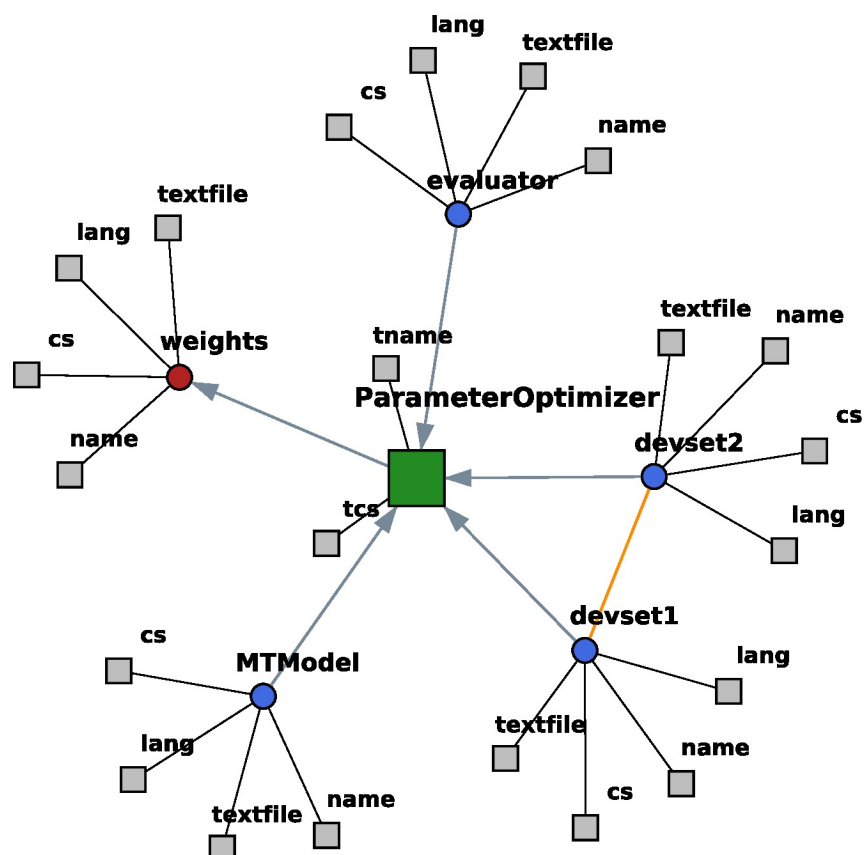 lang
textfile
cs
name
evaluator
textfile
lang
cs
weights
name
tname
ParameterOptimizer
tcs
textfile
name
devset2
cs
lang
devset1
lang
textfile
name
cs
cs
MTModel
lang
textfile
name